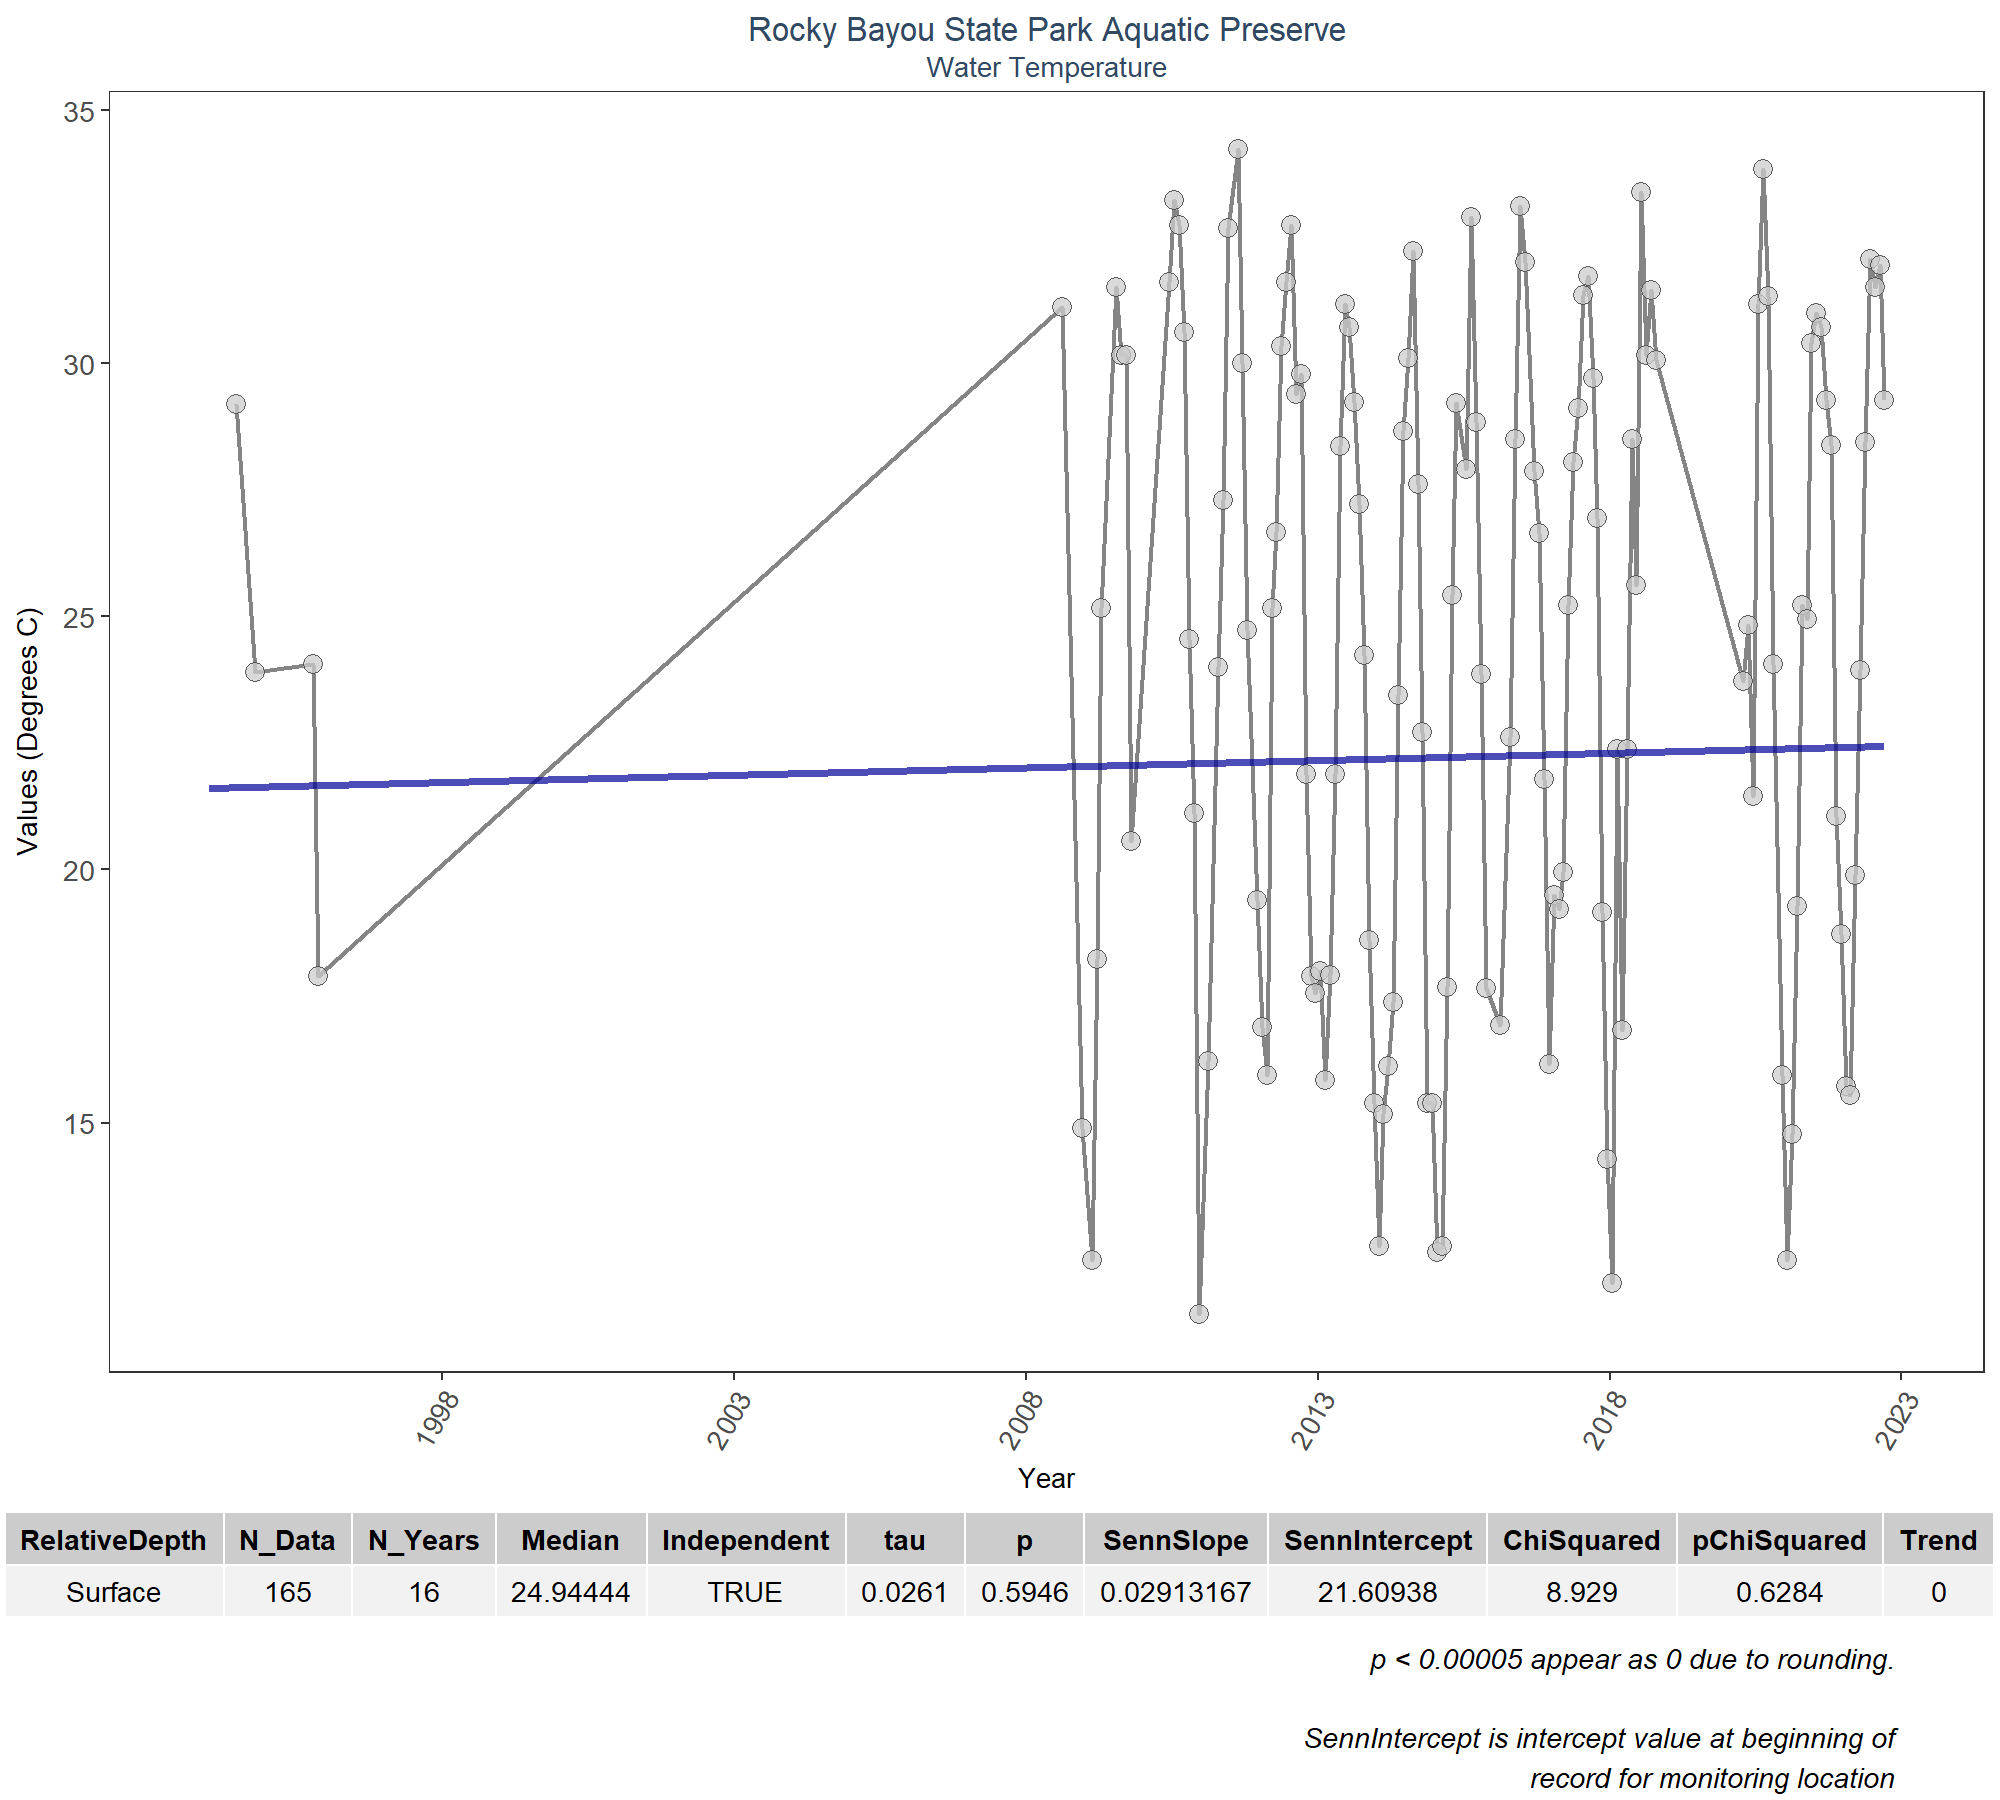 Rocky Bayou State Park Aquatic Preserve
Water Temperature
35
30
25
20
15
Values (Degrees C)
1998
2003
2008
2013
2018
2023
Year
RelativeDepth N_Data N_Years Median Independent tau p SennSlope SennIntercept ChiSquared pChiSquared Trend
Surface 165 16 24.94444 TRUE 0.0261 0.5946 0.02913167 21.60938 8.929 0.6284 0
p < 0.00005 appear as 0 due to rounding.
SennIntercept is intercept value at beginning of
record for monitoring location